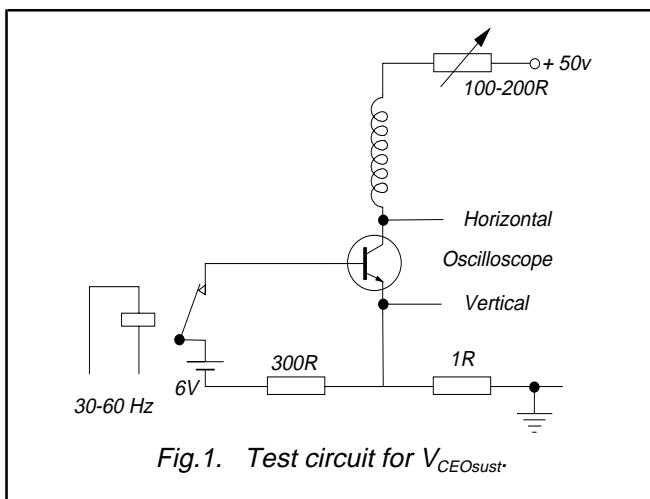 + 50v
100-200R
Horizontal
Oscilloscope
Vertical
300R
1R
6V
30-60 Hz
Fig.1. Test circuit for VCEOsust.